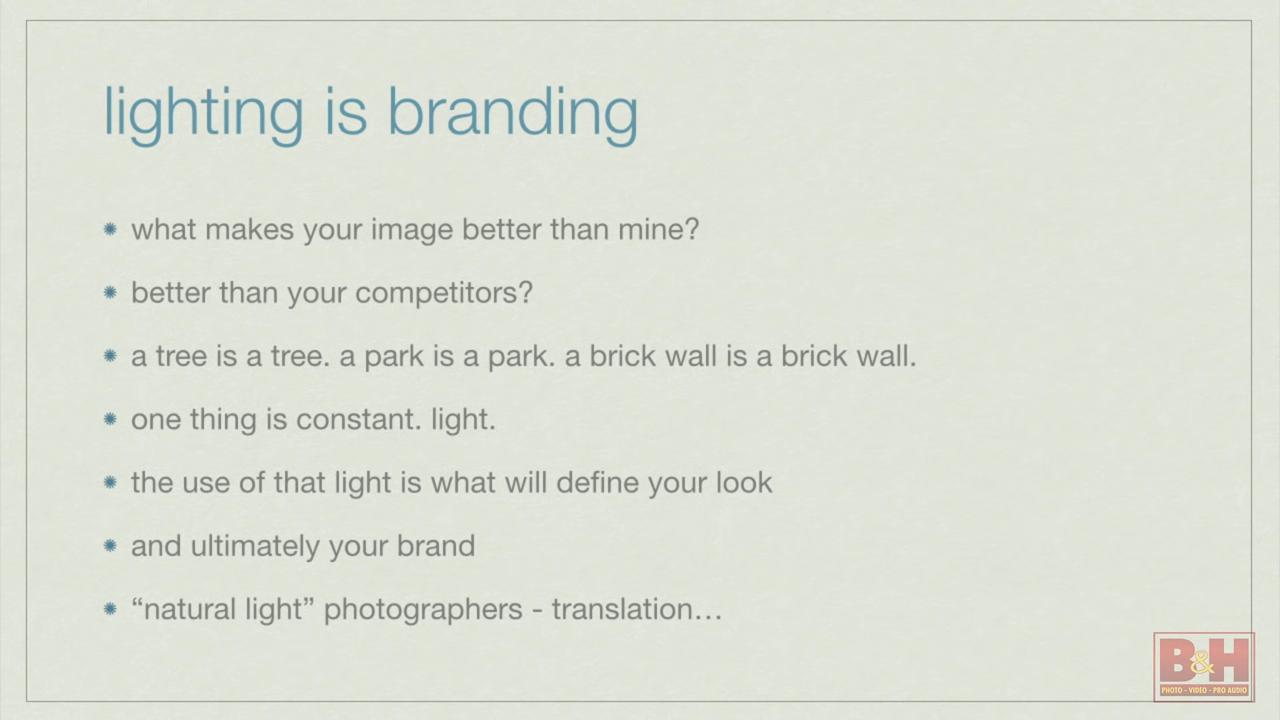 lighting is branding
what makes your image better than mine?
better than your competitors?
a tree is a tree. a park is a park. a brick wall is a brick wall.
one thing is constant. light.
the use of that light is what will define your look
and ultimately your brand
“natural light” photographers - translation…
B&H
PHOTO - VIDEO - PRO AUDIO